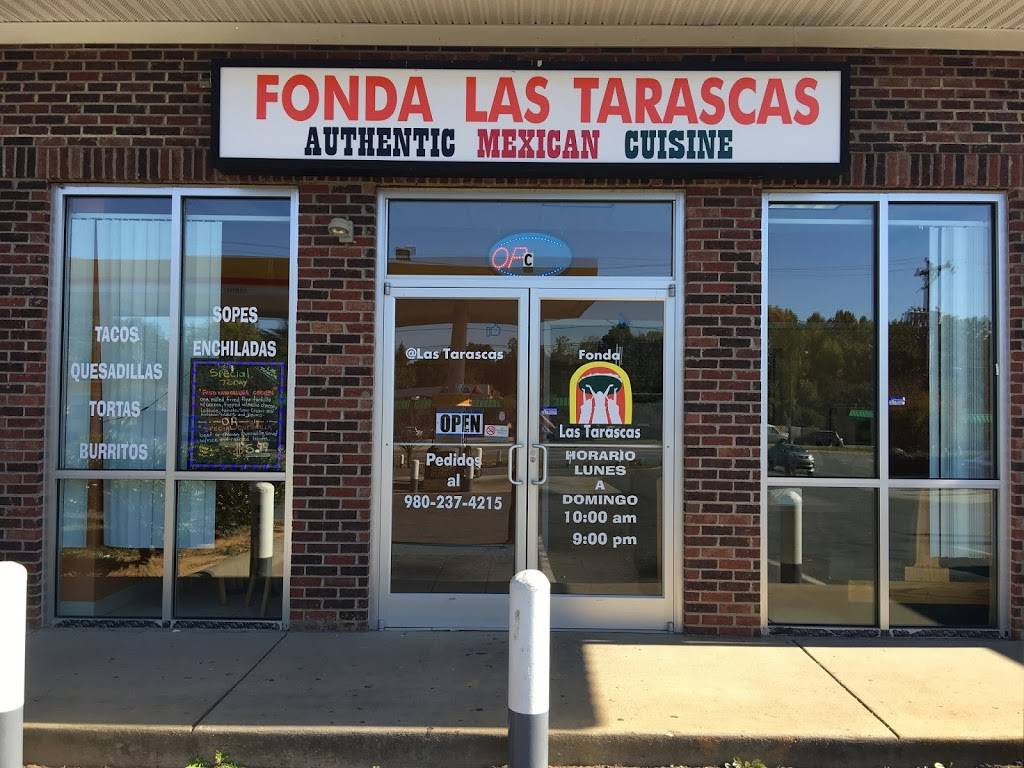 FONDA LAS TARASCAS
AUTHENTIC MEXICAN CUISINE
TACOS
QUESADILLAS
TORTAS
BURRITOS
SOPES
ENCHILADAS
Special
TODAY
OR
@Las Tarascas
OPEN
Pedidos
al
980-237-4215
Fonda
Las Tarascas
HORARIO
LUNES
A
DOMINGO
10:00 am
9:00 pm